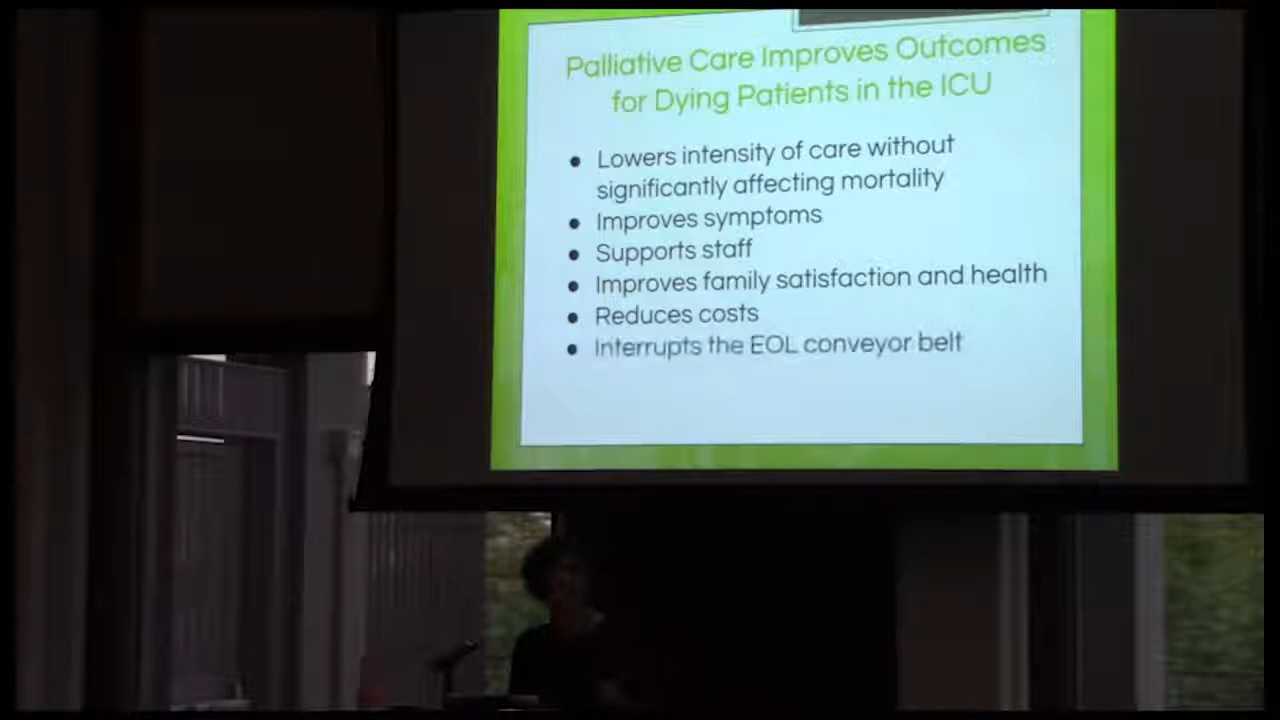 Palliative Care Improves Outcomes
for Dying Patients in the ICU
● Lowers intensity of care without
significantly affecting mortality
● Improves symptoms
● Supports staff
● Improves family satisfaction and health
● Reduces costs
● Interrupts the EOL conveyor belt